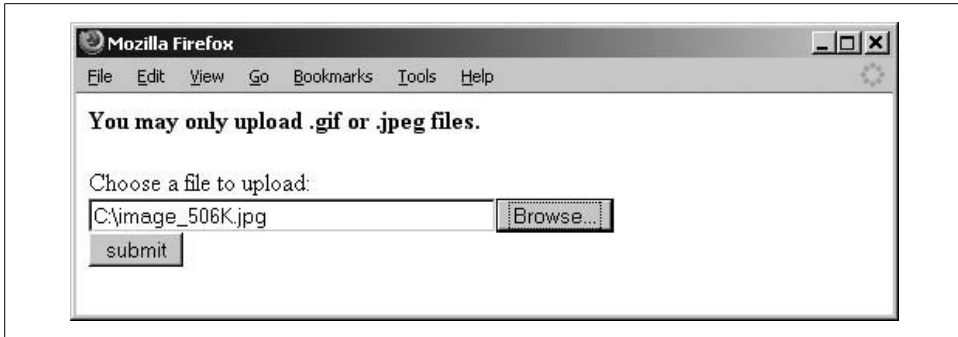 Mozilla Firefox
File Edit View Go Bookmarks Tools Help
You may only upload .gif or .jpeg files.
Choose a file to upload:
C:\image_506K.jpg Browse...
submit